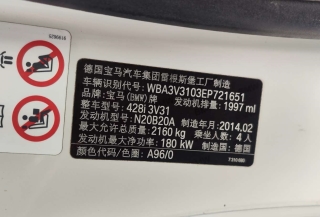 5290616
德国宝马汽车集团雷根斯堡工厂制造
车辆识别代号: WBA3V3103EP721651
发动机排量: 1997 ml
品牌: 宝马(BMW)牌
整车型号: 428i 3V31
发动机型号: N20B20A 制造年月: 2014.02
最大允许总质量: 2160 kg 乘坐人数: 4 人
发动机最大净功率: 180 kW 制造国: 德国
颜色代码/色号: A96/0